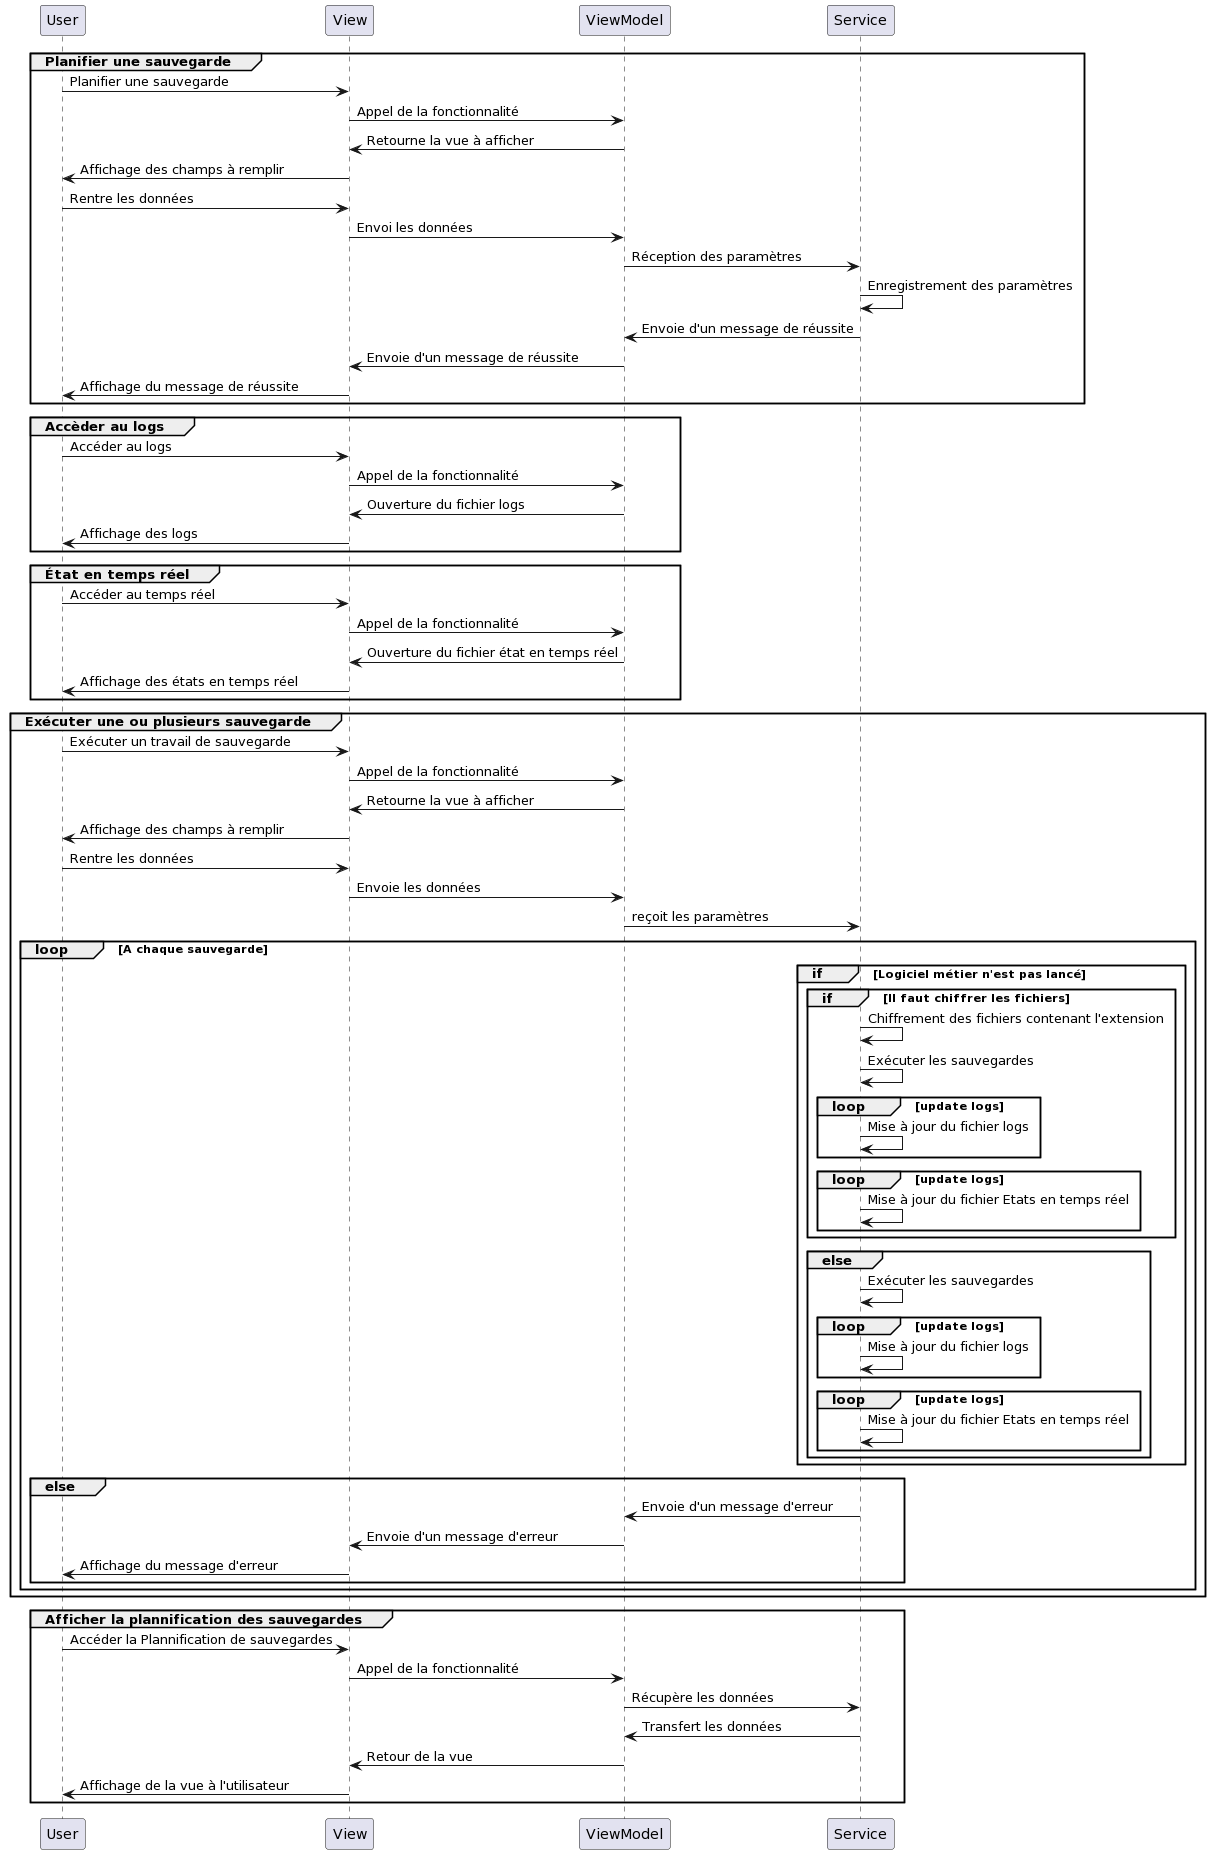 User View ViewModel Service
Planifier une sauvegarde
Planifier une sauvegarde
Appel de la fonctionnalité
Retourne la vue à afficher
Affichage des champs à remplir
Rentre les données
Envoi les données
Réception des paramètres
Enregistrement des paramètres
Envoie d'un message de réussite
Envoie d'un message de réussite
Affichage du message de réussite
Accèder au logs
Accéder au logs
Appel de la fonctionnalité
Ouverture du fichier logs
Affichage des logs
État en temps réel
Accéder au temps réel
Appel de la fonctionnalité
Ouverture du fichier état en temps réel
Affichage des états en temps réel
Exécuter une ou plusieurs sauvegarde
Exécuter un travail de sauvegarde
Appel de la fonctionnalité
Retourne la vue à afficher
Affichage des champs à remplir
Rentre les données
Envoie les données
reçoit les paramètres
loop [A chaque sauvegarde]
if [Logiciel métier n'est pas lancé]
if [Il faut chiffrer les fichiers]
Chiffrement des fichiers contenant l'extension
Exécuter les sauvegardes
loop [update logs]
Mise à jour du fichier logs
loop [update logs]
Mise à jour du fichier Etats en temps réel
else
Exécuter les sauvegardes
loop [update logs]
Mise à jour du fichier logs
loop [update logs]
Mise à jour du fichier Etats en temps réel
else
Envoie d'un message d'erreur
Envoie d'un message d'erreur
Affichage du message d'erreur
Afficher la plannification des sauvegardes
Accéder la Plannification de sauvegardes
Appel de la fonctionnalité
Récupère les données
Transfert les données
Retour de la vue
Affichage de la vue à l'utilisateur
User View ViewModel Service